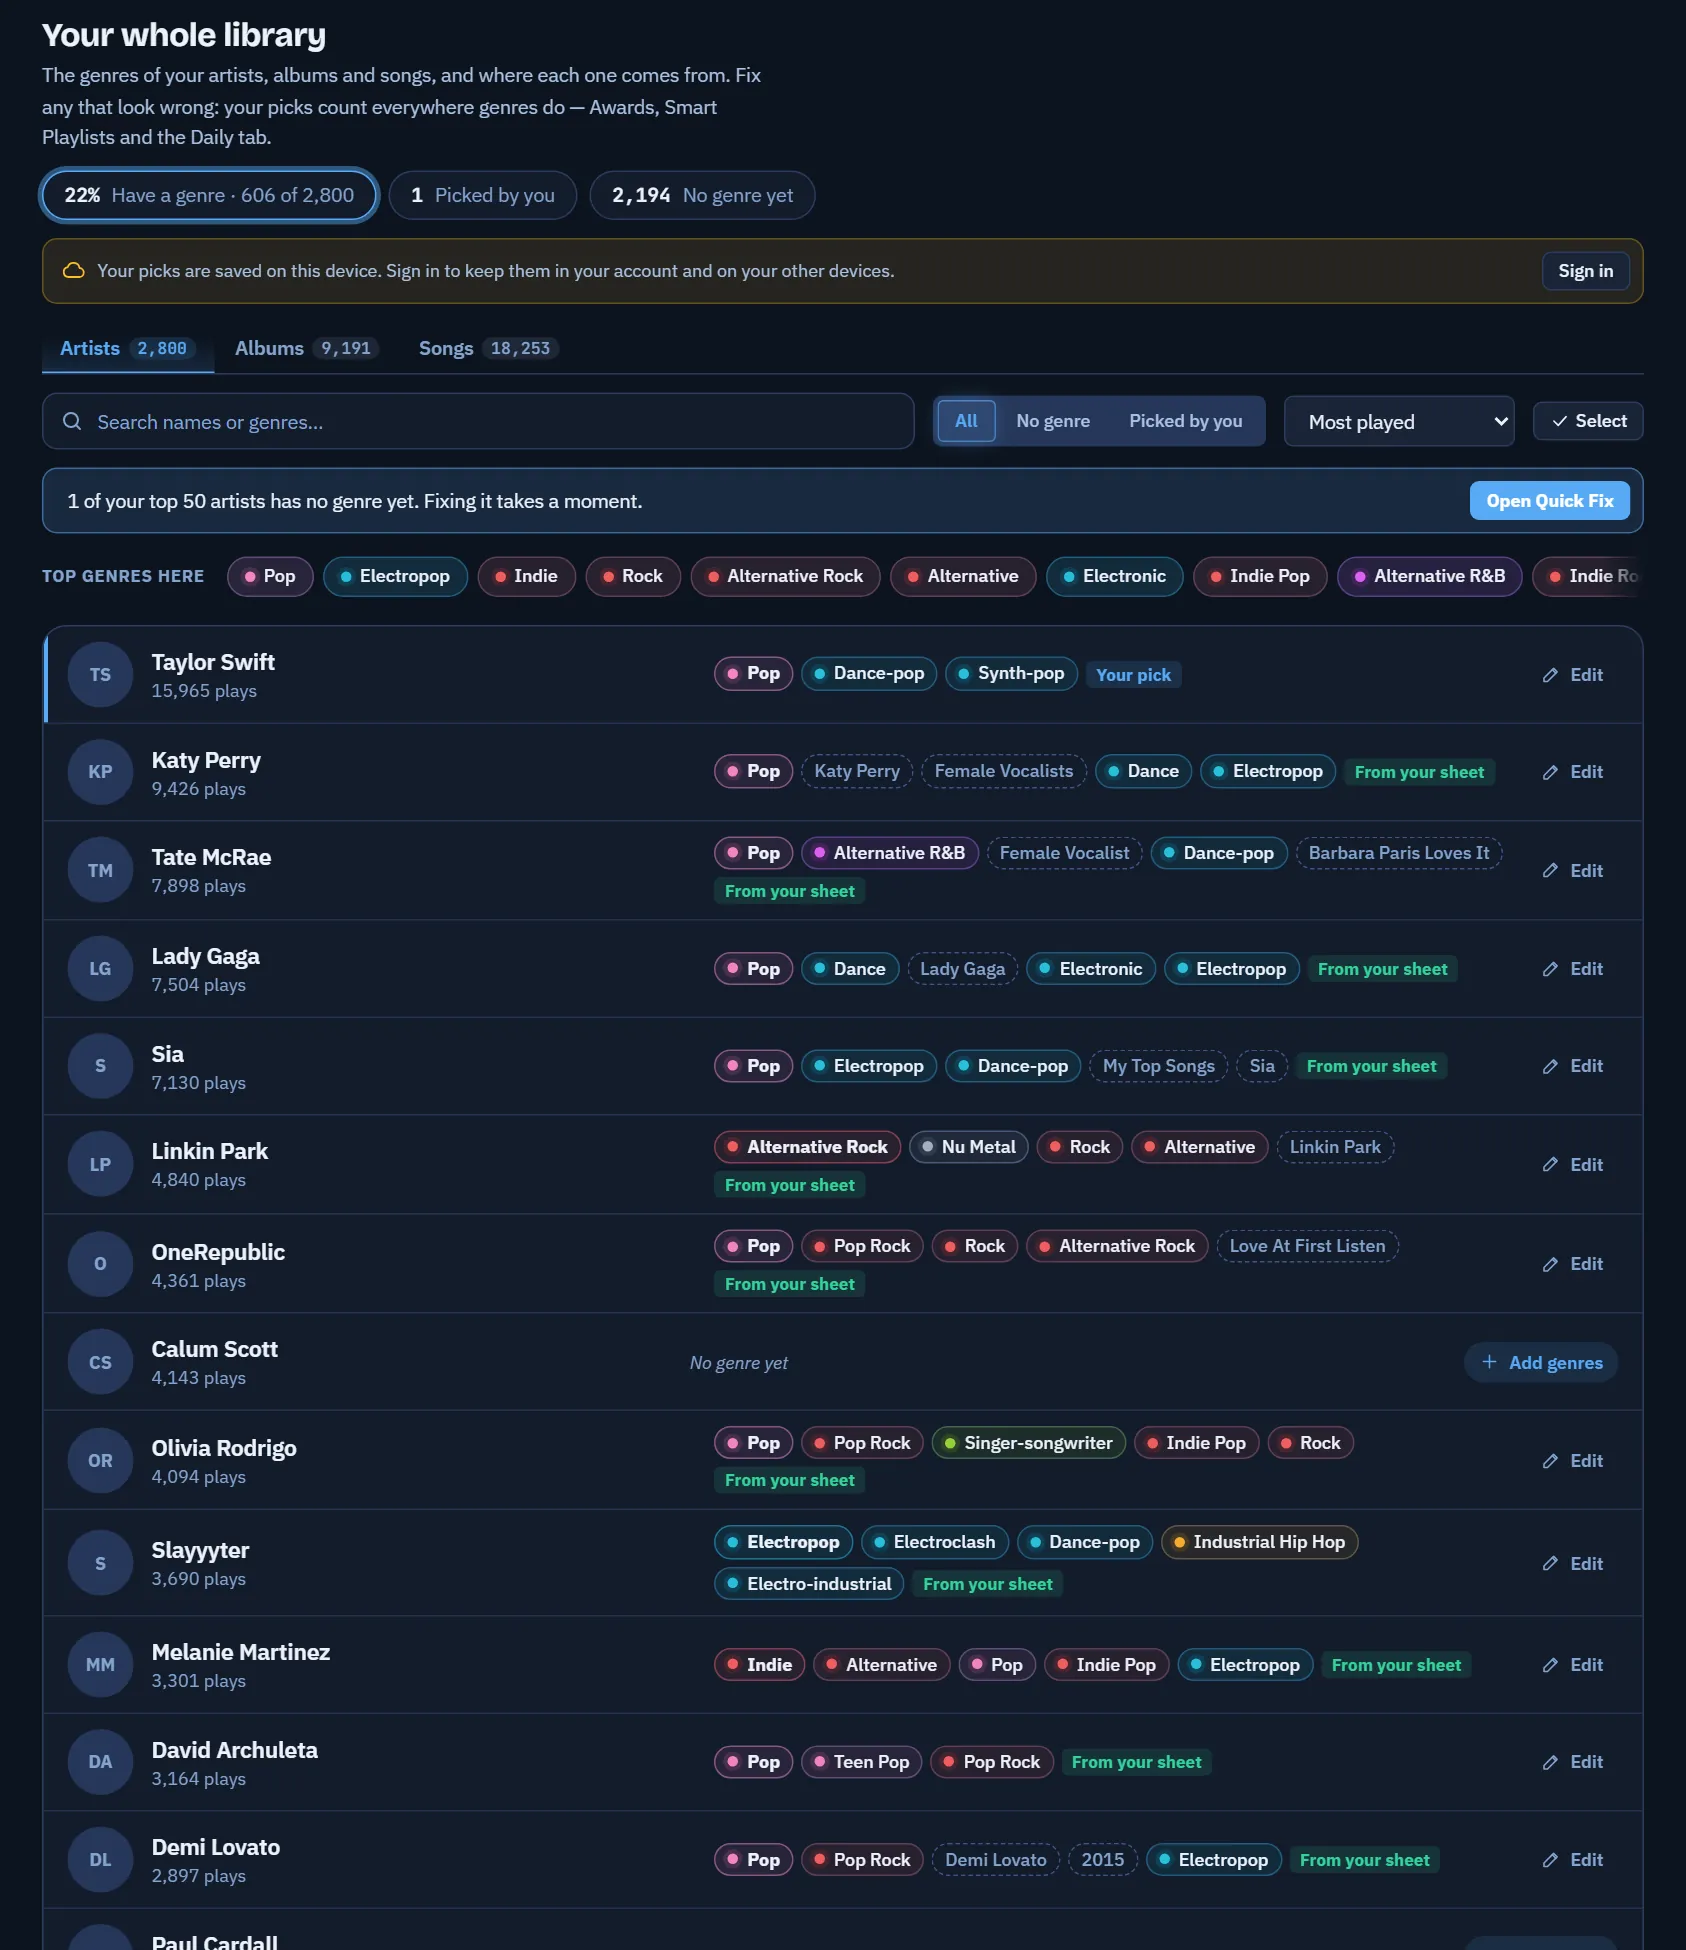 Your whole library
The genres of your artists, albums and songs, and where each one comes from. Fix
any that look wrong: your picks count everywhere genres do — Awards, Smart
Playlists and the Daily tab.
22% Have a genre · 606 of 2,800 1 Picked by you 2,194 No genre yet
Your picks are saved on this device. Sign in to keep them in your account and on your other devices. Sign in
Artists 2,800 Albums 9,191 Songs 18,253
Search names or genres... All No genre Picked by you Most played Select
1 of your top 50 artists has no genre yet. Fixing it takes a moment. Open Quick Fix
TOP GENRES HERE Pop Electropop Indie Rock Alternative Rock Alternative Electronic Indie Pop Alternative R&B Indie Ro
Taylor Swift
TS Pop Dance-pop Synth-pop Your pick Edit
15,965 plays
Katy Perry
KP Pop Katy Perry Female Vocalists Dance Electropop From your sheet Edit
9,426 plays
Tate McRae Pop Alternative R&B Female Vocalist Dance-pop Barbara Paris Loves It
TM Edit
7,898 plays From your sheet
Lady Gaga
LG Pop Dance Lady Gaga Electronic Electropop From your sheet Edit
7,504 plays
Sia
S Pop Electropop Dance-pop My Top Songs Sia From your sheet Edit
7,130 plays
Linkin Park Alternative Rock Nu Metal Rock Alternative Linkin Park
LP Edit
4,840 plays From your sheet
OneRepublic Pop Pop Rock Rock Alternative Rock Love At First Listen
O Edit
4,361 plays From your sheet
Calum Scott
CS No genre yet Add genres
4,143 plays
Olivia Rodrigo Pop Pop Rock Singer-songwriter Indie Pop Rock
OR Edit
4,094 plays From your sheet
Slayyyter Electropop Electroclash Dance-pop Industrial Hip Hop
S Edit
3,690 plays Electro-industrial From your sheet
Melanie Martinez
MM Indie Alternative Pop Indie Pop Electropop From your sheet Edit
3,301 plays
David Archuleta
DA Pop Teen Pop Pop Rock From your sheet Edit
3,164 plays
Demi Lovato
DL Pop Pop Rock Demi Lovato 2015 Electropop From your sheet Edit
2,897 plays
Paul Cardall